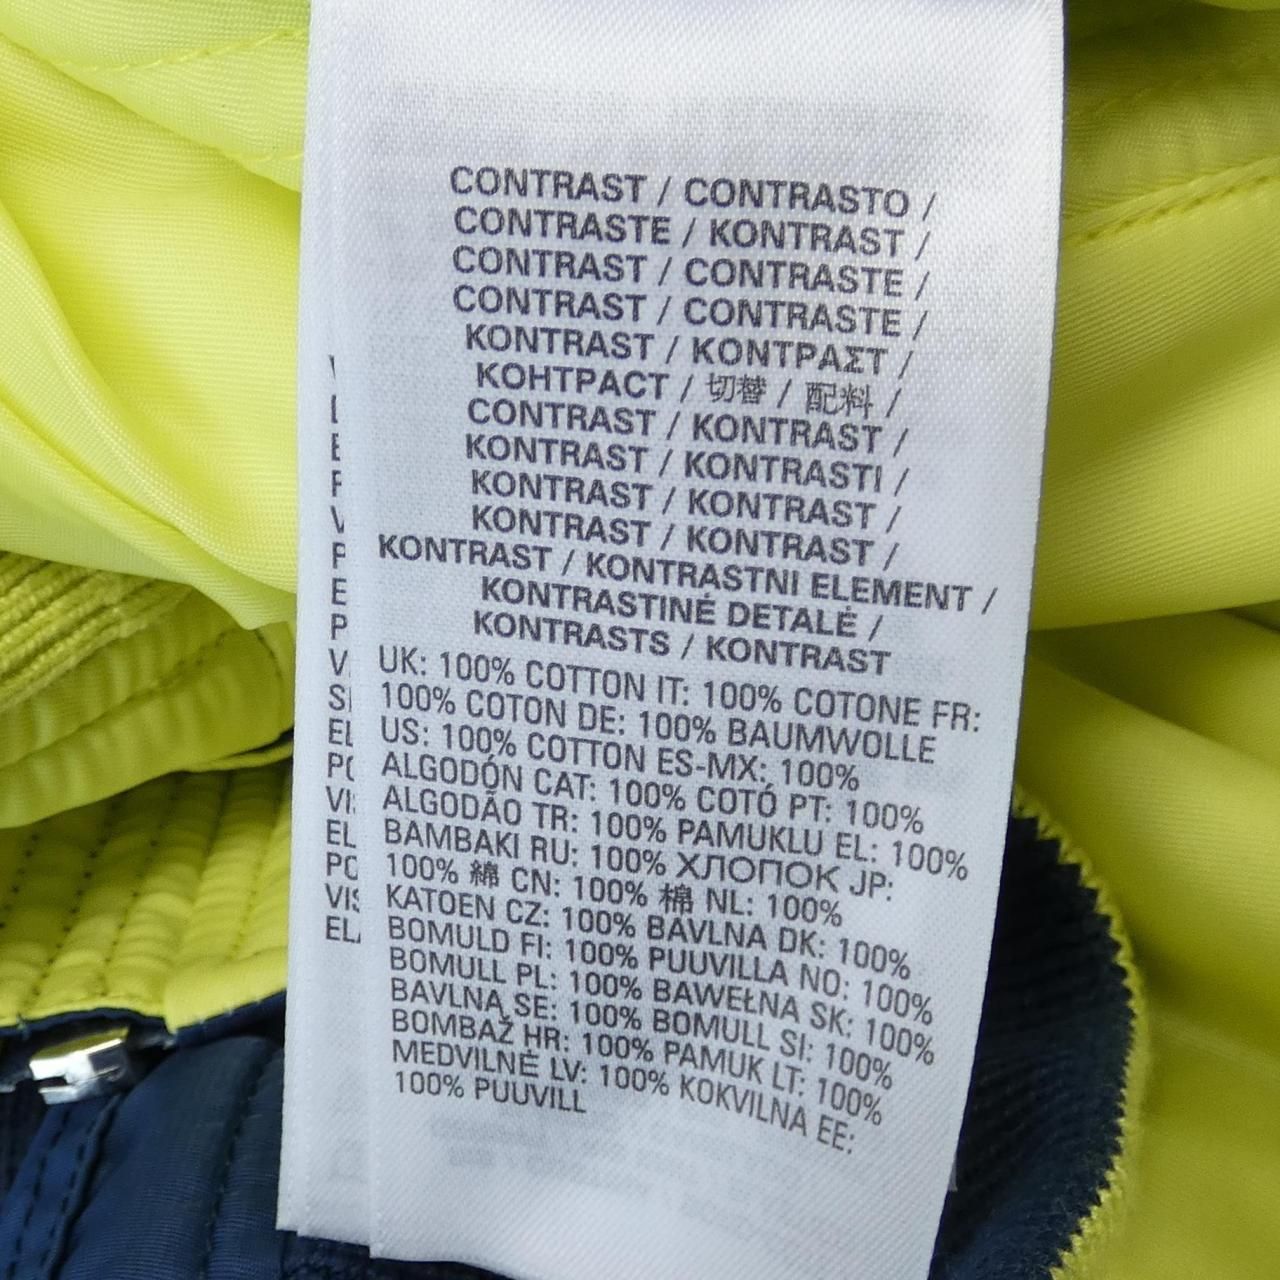 CONTRAST / CONTRASTO /
CONTRASTE / KONTRAST /
CONTRAST / CONTRASTE /
CONTRAST / CONTRASTE /
KONTRAST / ΚΟΝΤΡΑΣΤ /
КОНТРАСТ / 切替 / 配料 /
CONTRAST / KONTRAST /
KONTRAST / KONTRASTI /
KONTRAST / KONTRAST /
KONTRAST / KONTRAST /
KONTRAST / KONTRASTNI ELEMENT /
KONTRASTINĖ DETALĖ /
KONTRASTS / KONTRAST
UK: 100% COTTON IT: 100% COTONE FR:
100% COTON DE: 100% BAUMWOLLE
US: 100% COTTON ES-MX: 100%
ALGODÓN CAT: 100% COTÓ PT: 100%
ALGODÃO TR: 100% PAMUKLU EL: 100%
BAMBAKI RU: 100% ХЛОПОК JP:
100% 綿 CN: 100% 棉 NL: 100%
KATOEN CZ: 100% BAVLNA DK: 100%
BOMULD FI: 100% PUUVILLA NO: 100%
BOMULL PL: 100% BAWEŁNA SK: 100%
BAVLNA SE: 100% BOMULL SI: 100%
BOMBAŽ HR: 100% PAMUK LT: 100%
MEDVILNĖ LV: 100% KOKVILNA EE:
100% PUUVILL